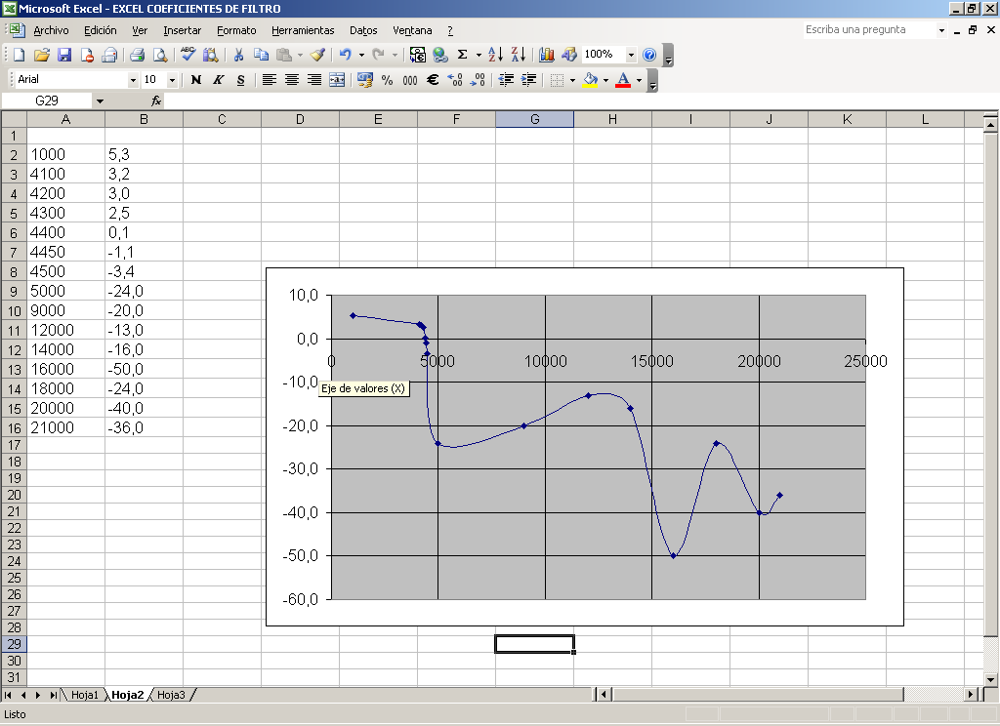 Microsoft Excel - EXCEL COEFICIENTES DE FILTRO
Archivo Edición Ver Insertar Formato Herramientas Datos Ventana ? Escriba una pregunta
100%
Arial 10 N K S % 000 €
G29 fx
A B C D E F G H I J K L
1
2 1000 5,3
3 4100 3,2
4 4200 3,0
5 4300 2,5
6 4400 0,1
7 4450 -1,1
8 4500 -3,4
9 5000 -24,0
10 9000 -20,0
11 12000 -13,0
12 14000 -16,0
13 16000 -50,0
14 18000 -24,0
15 20000 -40,0
16 21000 -36,0
17
18
19
20
21
22
23
24
25
26
27
28
29
30
31
10,0
0,0
0 5000 10000 15000 20000 25000
-10,0
Eje de valores (X)
-20,0
-30,0
-40,0
-50,0
-60,0
Hoja1 Hoja2 Hoja3
Listo